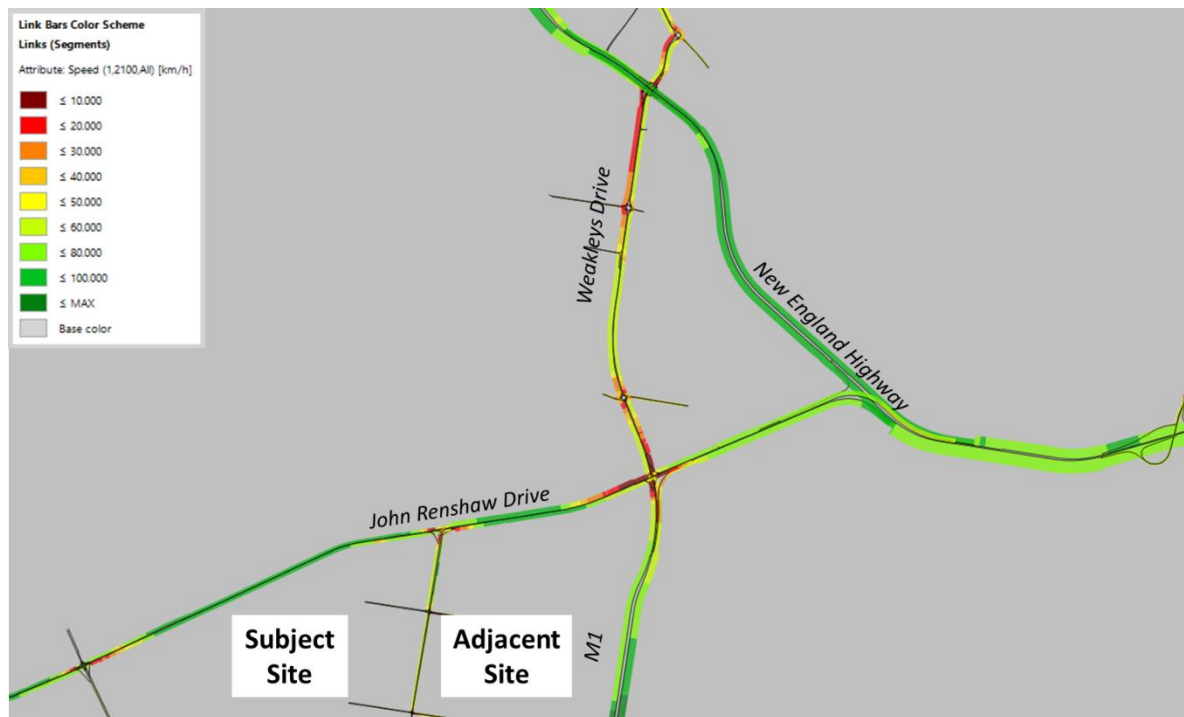 Link Bars Color Scheme
Links (Segments)
Attribute: Speed (1,2100,All) [km/h]
≤ 10.000
≤ 20.000
≤ 30.000
≤ 40.000
≤ 50.000
≤ 60.000
≤ 80.000
≤ 100.000
≤ MAX
Base color
Weakleys Drive
New England Highway
John Renshaw Drive
Subject
Site
Adjacent
Site
M1